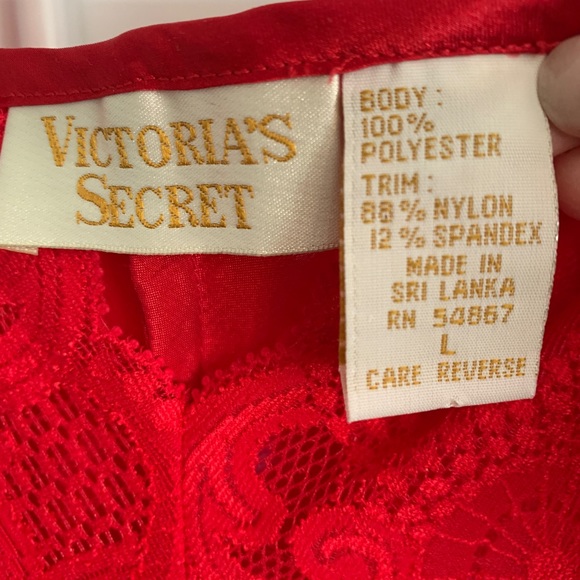 VICTORIA'S
SECRET
BODY :
100%
POLYESTER
TRIM :
88% NYLON
12% SPANDEX
MADE IN
SRI LANKA
RN 54867
L
CARE REVERSE